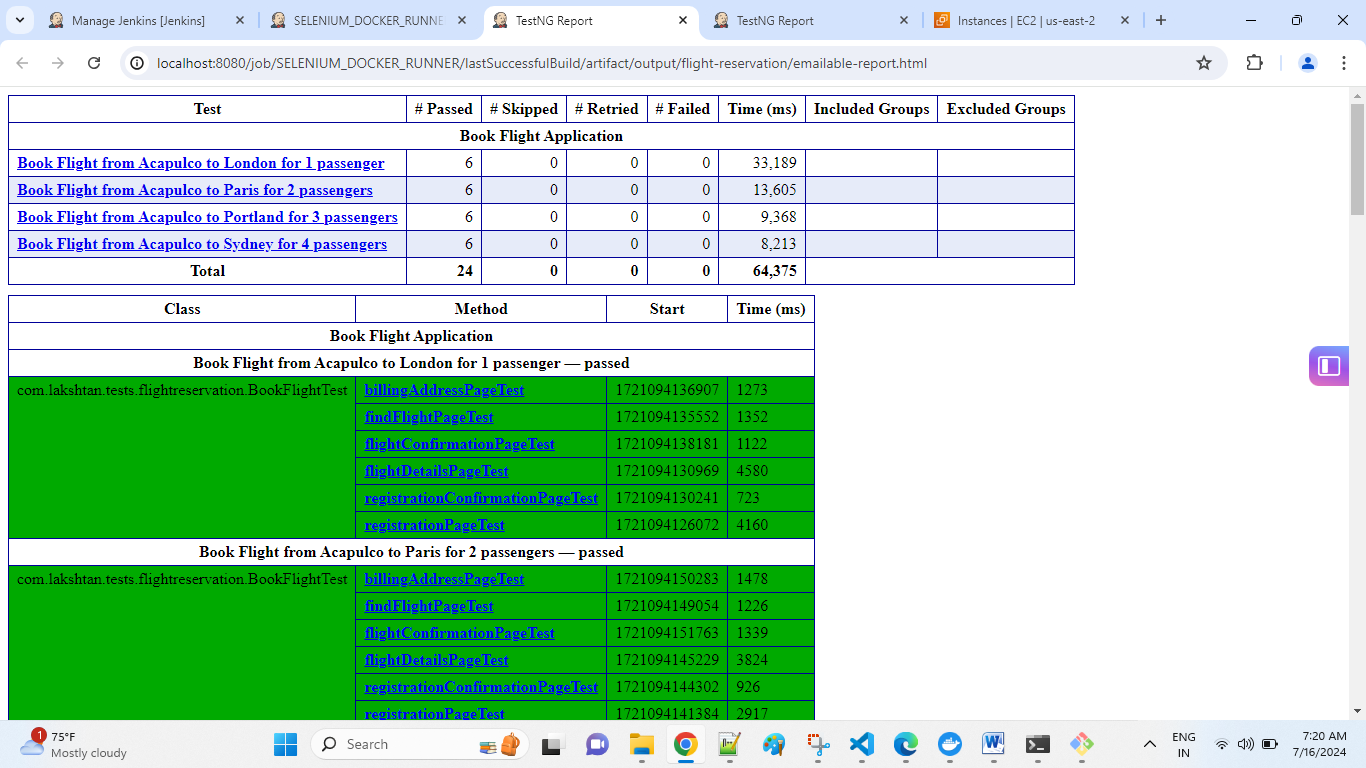 Manage Jenkins [Jenkins]
SELENIUM_DOCKER_RUNNE
TestNG Report
TestNG Report
Instances | EC2 | us-east-2
localhost:8080/job/SELENIUM_DOCKER_RUNNER/lastSuccessfulBuild/artifact/output/flight-reservation/emailable-report.html
Test # Passed # Skipped # Retried # Failed Time (ms) Included Groups Excluded Groups
Book Flight Application
Book Flight from Acapulco to London for 1 passenger 6 0 0 0 33,189
Book Flight from Acapulco to Paris for 2 passengers 6 0 0 0 13,605
Book Flight from Acapulco to Portland for 3 passengers 6 0 0 0 9,368
Book Flight from Acapulco to Sydney for 4 passengers 6 0 0 0 8,213
Total 24 0 0 0 64,375
Class Method Start Time (ms)
Book Flight Application
Book Flight from Acapulco to London for 1 passenger — passed
com.lakshtan.tests.flightreservation.BookFlightTest billingAddressPageTest 1721094136907 1273
findFlightPageTest 1721094135552 1352
flightConfirmationPageTest 1721094138181 1122
flightDetailsPageTest 1721094130969 4580
registrationConfirmationPageTest 1721094130241 723
registrationPageTest 1721094126072 4160
Book Flight from Acapulco to Paris for 2 passengers — passed
com.lakshtan.tests.flightreservation.BookFlightTest billingAddressPageTest 1721094150283 1478
findFlightPageTest 1721094149054 1226
flightConfirmationPageTest 1721094151763 1339
flightDetailsPageTest 1721094145229 3824
registrationConfirmationPageTest 1721094144302 926
registrationPageTest 1721094141384 2917
1
75°F
Mostly cloudy
Search
ENG
IN
7:20 AM
7/16/2024